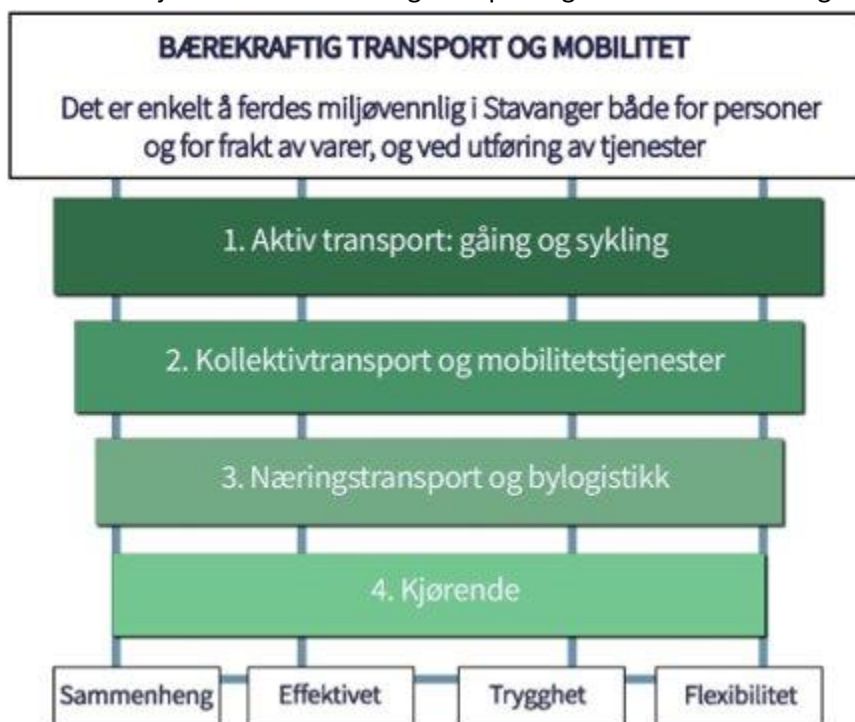 BÆREKRAFTIG TRANSPORT OG MOBILITET
Det er enkelt å ferdes miljøvennlig i Stavanger både for personer
og for frakt av varer, og ved utføring av tjenester
1. Aktiv transport: gåing og sykling
2. Kollektivtransport og mobilitetstjenester
3. Næringstransport og bylogistikk
4. Kjørende
Sammenheng Effektivet Trygghet Flexibilitet